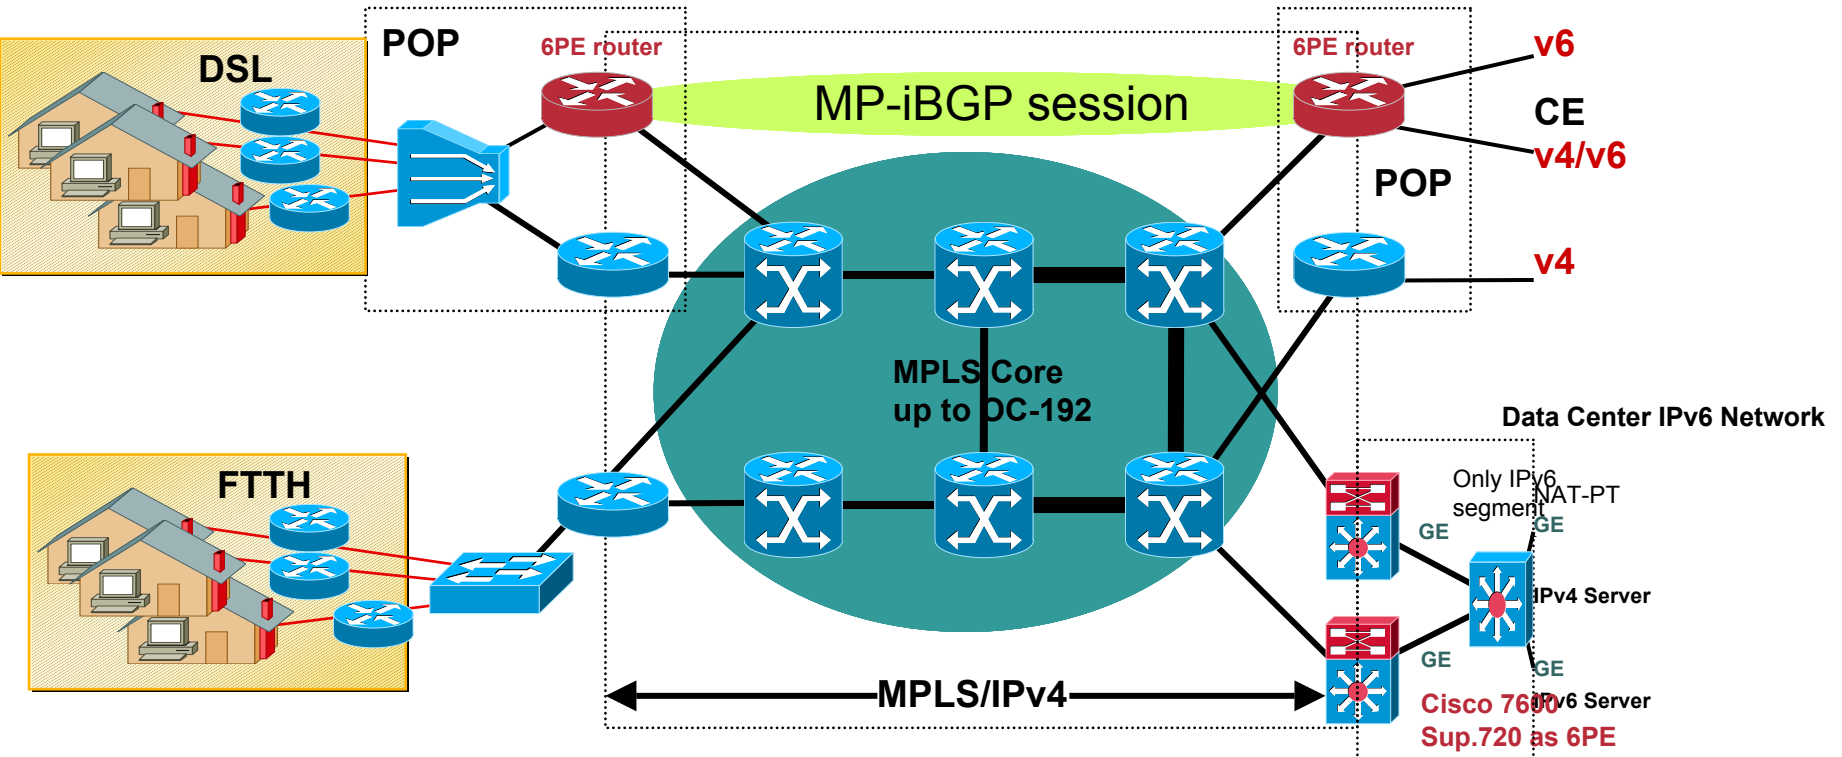 POP
6PE router
6PE router
v6
DSL
MP-iBGP session
CE
v4/v6
POP
v4
MPLS Core
up to OC-192
Data Center IPv6 Network
FTTH
Only IPv6
segment
NAT-PT
GE
GE
IPv4 Server
GE
GE
MPLS/IPv4
IPv6 Server
Cisco 7600
Sup.720 as 6PE